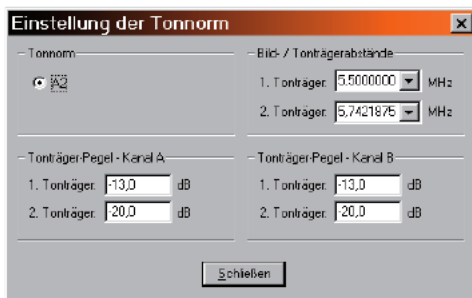 Einstellung der Tonnorm
Tonnorm
A2
Bild- / Tonträgerabstände
1. Tonträger: 5.5000000 MHz
2. Tonträger: 5,7421875 MHz
Tonträger-Pegel - Kanal A
1. Tonträger: -13,0 dB
2. Tonträger: -20,0 dB
Tonträger-Pegel - Kanal B
1. Tonträger: -13,0 dB
2. Tonträger: -20,0 dB
Schießen